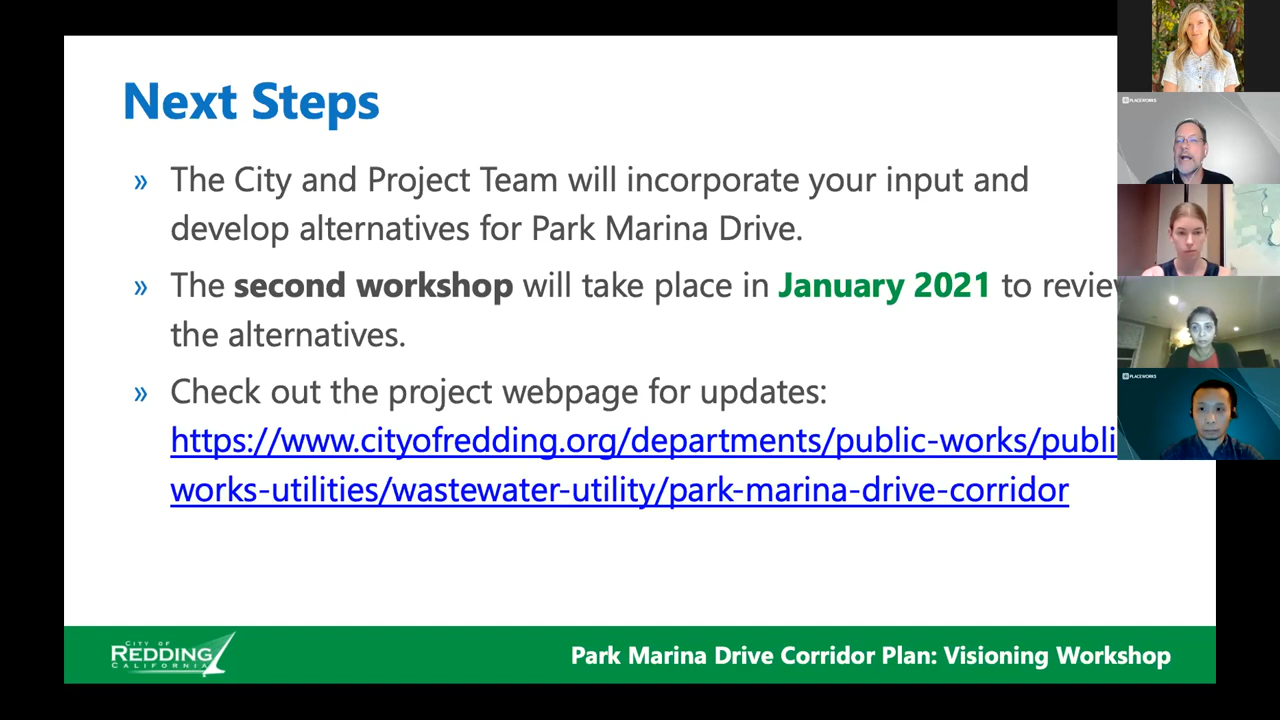 Next Steps
» The City and Project Team will incorporate your input and
develop alternatives for Park Marina Drive.
» The second workshop will take place in January 2021 to review
the alternatives.
» Check out the project webpage for updates:
https://www.cityofredding.org/departments/public-works/publi
works-utilities/wastewater-utility/park-marina-drive-corridor
CITY OF
REDDING
CALIFORNIA
Park Marina Drive Corridor Plan: Visioning Workshop
PLACEWORKS
PLACEWORKS